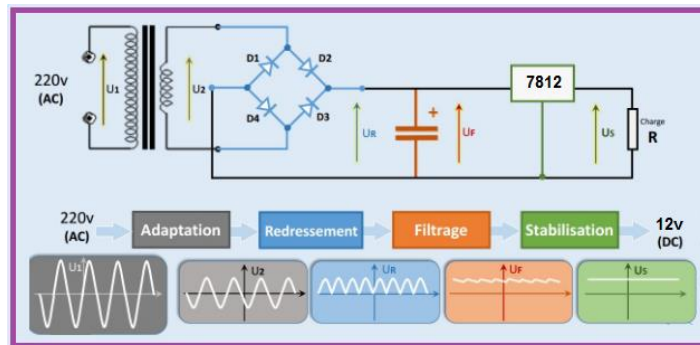 D1
D2
7812
220v
(AC)
U1
U2
D4
D3
UR
+
UF
US
Charge
R
220v
(AC)
Adaptation
Redressement
Filtrage
Stabilisation
12v
(DC)
U1
U2
UR
UF
US